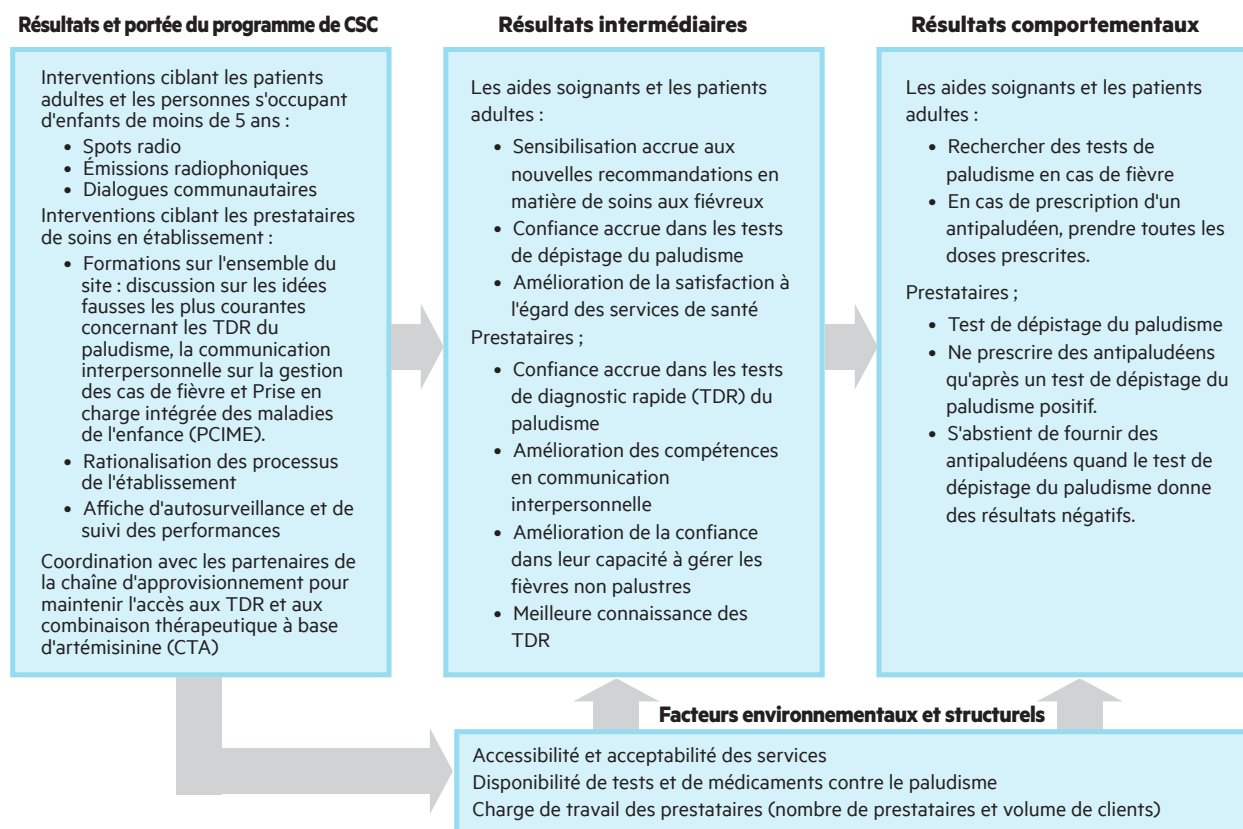 Résultats et portée du programme de CSC
Interventions ciblant les patients
adultes et les personnes s'occupant
d'enfants de moins de 5 ans :
• Spots radio
• Émissions radiophoniques
• Dialogues communautaires
Interventions ciblant les prestataires
de soins en établissement :
• Formations sur l'ensemble du
site : discussion sur les idées
fausses les plus courantes
concernant les TDR du
paludisme, la communication
interpersonnelle sur la gestion
des cas de fièvre et Prise en
charge intégrée des maladies
de l'enfance (PCIME).
• Rationalisation des processus
de l'établissement
• Affiche d'autosurveillance et de
suivi des performances
Coordination avec les partenaires de
la chaîne d'approvisionnement pour
maintenir l'accès aux TDR et aux
combinaison thérapeutique à base
d'artémisinine (CTA)
Résultats intermédiaires
Les aides soignants et les patients
adultes :
• Sensibilisation accrue aux
nouvelles recommandations en
matière de soins aux fiévreux
• Confiance accrue dans les tests
de dépistage du paludisme
• Amélioration de la satisfaction à
l'égard des services de santé
Prestataires ;
• Confiance accrue dans les tests
de diagnostic rapide (TDR) du
paludisme
• Amélioration des compétences
en communication
interpersonnelle
• Amélioration de la confiance
dans leur capacité à gérer les
fièvres non palustres
• Meilleure connaissance des
TDR
Résultats comportementaux
Les aides soignants et les patients
adultes :
• Rechercher des tests de
paludisme en cas de fièvre
• En cas de prescription d'un
antipaludéen, prendre toutes les
doses prescrites.
Prestataires ;
• Test de dépistage du paludisme
• Ne prescrire des antipaludéens
qu'après un test de dépistage du
paludisme positif.
• S'abstient de fournir des
antipaludéens quand le test de
dépistage du paludisme donne
des résultats négatifs.
Facteurs environnementaux et structurels
Accessibilité et acceptabilité des services
Disponibilité de tests et de médicaments contre le paludisme
Charge de travail des prestataires (nombre de prestataires et volume de clients)